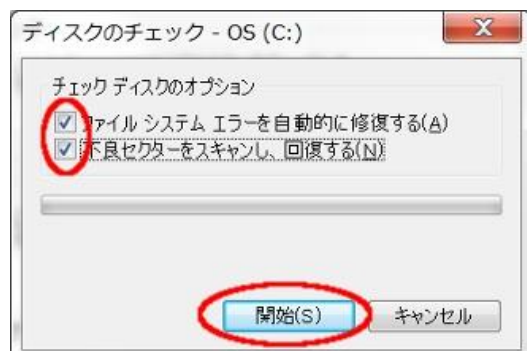 ディスクのチェック - OS (C:)
チェック ディスクのオプション
ファイル システム エラーを自動的に修復する(A)
不良セクターをスキャンし、回復する(N)
開始(S)
キャンセル